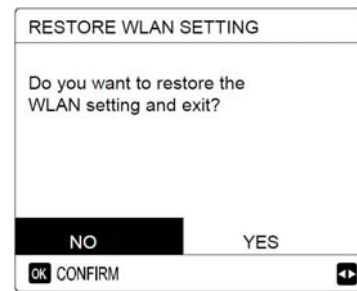 RESTORE WLAN SETTING
Do you want to restore the
WLAN setting and exit?
NO YES
OK CONFIRM